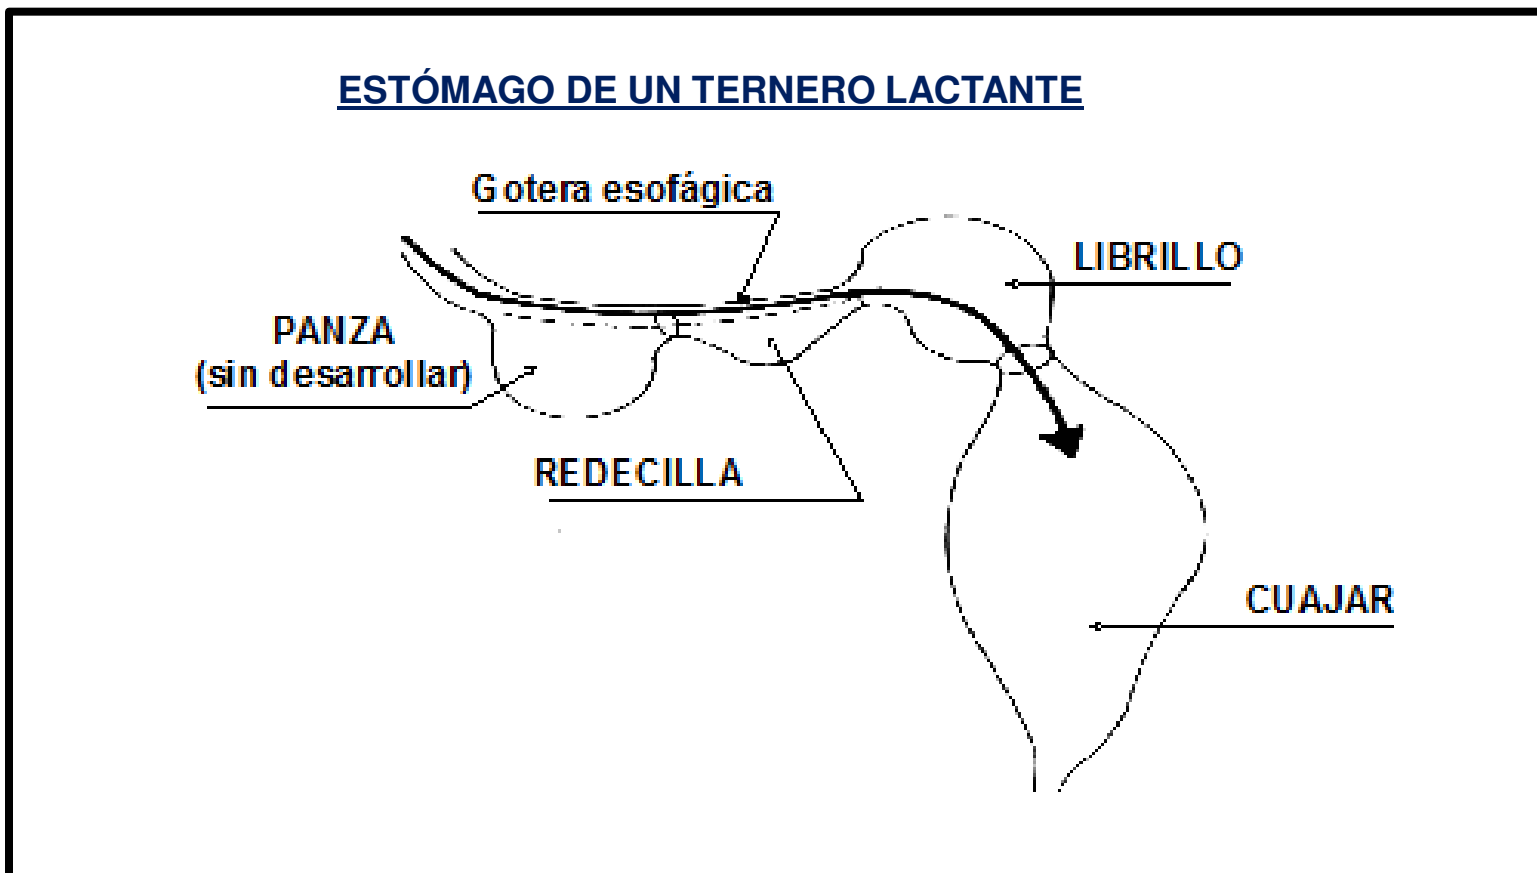 ESTÓMAGO DE UN TERNERO LACTANTE
Gotera esofágica
LIBRILLO
PANZA
(sin desarrollar)
REDECILLA
CUAJAR